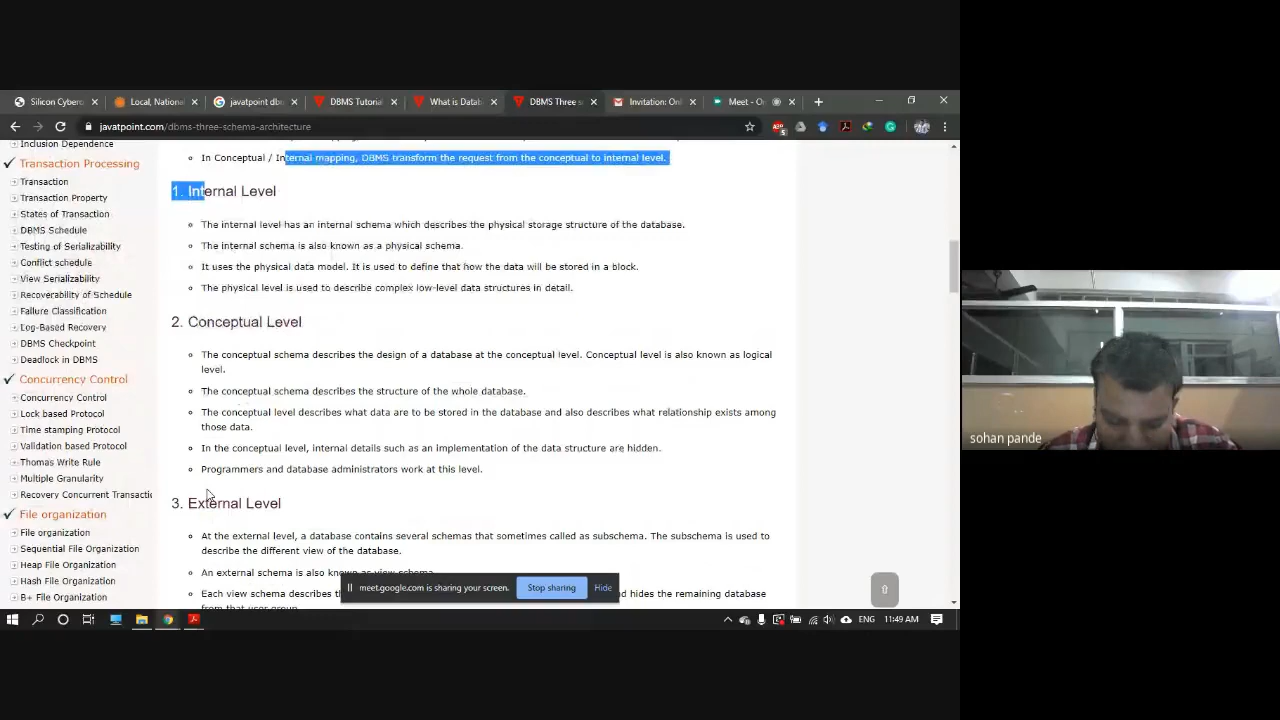 Silicon Cybero
Local, National
javatpoint dbm
DBMS Tutorial
What is Datab
DBMS Three s
Invitation: Onl
Meet - O
javatpoint.com/dbms-three-schema-architecture
Inclusion Dependence
Transaction Processing
Transaction
Transaction Property
States of Transaction
DBMS Schedule
Testing of Serializability
Conflict schedule
View Serializability
Recoverability of Schedule
Failure Classification
Log-Based Recovery
DBMS Checkpoint
Deadlock in DBMS
Concurrency Control
Concurrency Control
Lock based Protocol
Time stamping Protocol
Validation based Protocol
Thomas Write Rule
Multiple Granularity
Recovery Concurrent Transactic
File organization
File organization
Sequential File Organization
Heap File Organization
Hash File Organization
B+ File Organization
In Conceptual / Internal mapping, DBMS transform the request from the conceptual to internal level.
1. Internal Level
The internal level has an internal schema which describes the physical storage structure of the database.
The internal schema is also known as a physical schema.
It uses the physical data model. It is used to define that how the data will be stored in a block.
The physical level is used to describe complex low-level data structures in detail.
2. Conceptual Level
The conceptual schema describes the design of a database at the conceptual level. Conceptual level is also known as logical
level.
The conceptual schema describes the structure of the whole database.
The conceptual level describes what data are to be stored in the database and also describes what relationship exists among
those data.
In the conceptual level, internal details such as an implementation of the data structure are hidden.
Programmers and database administrators work at this level.
3. External Level
At the external level, a database contains several schemas that sometimes called as subschema. The subschema is used to
describe the different view of the database.
An external schema is also known as view schema.
Each view schema describes th
nd hides the remaining database
from that user group.
meet.google.com is sharing your screen.
Stop sharing
Hide
sohan pande
ENG
11:49 AM